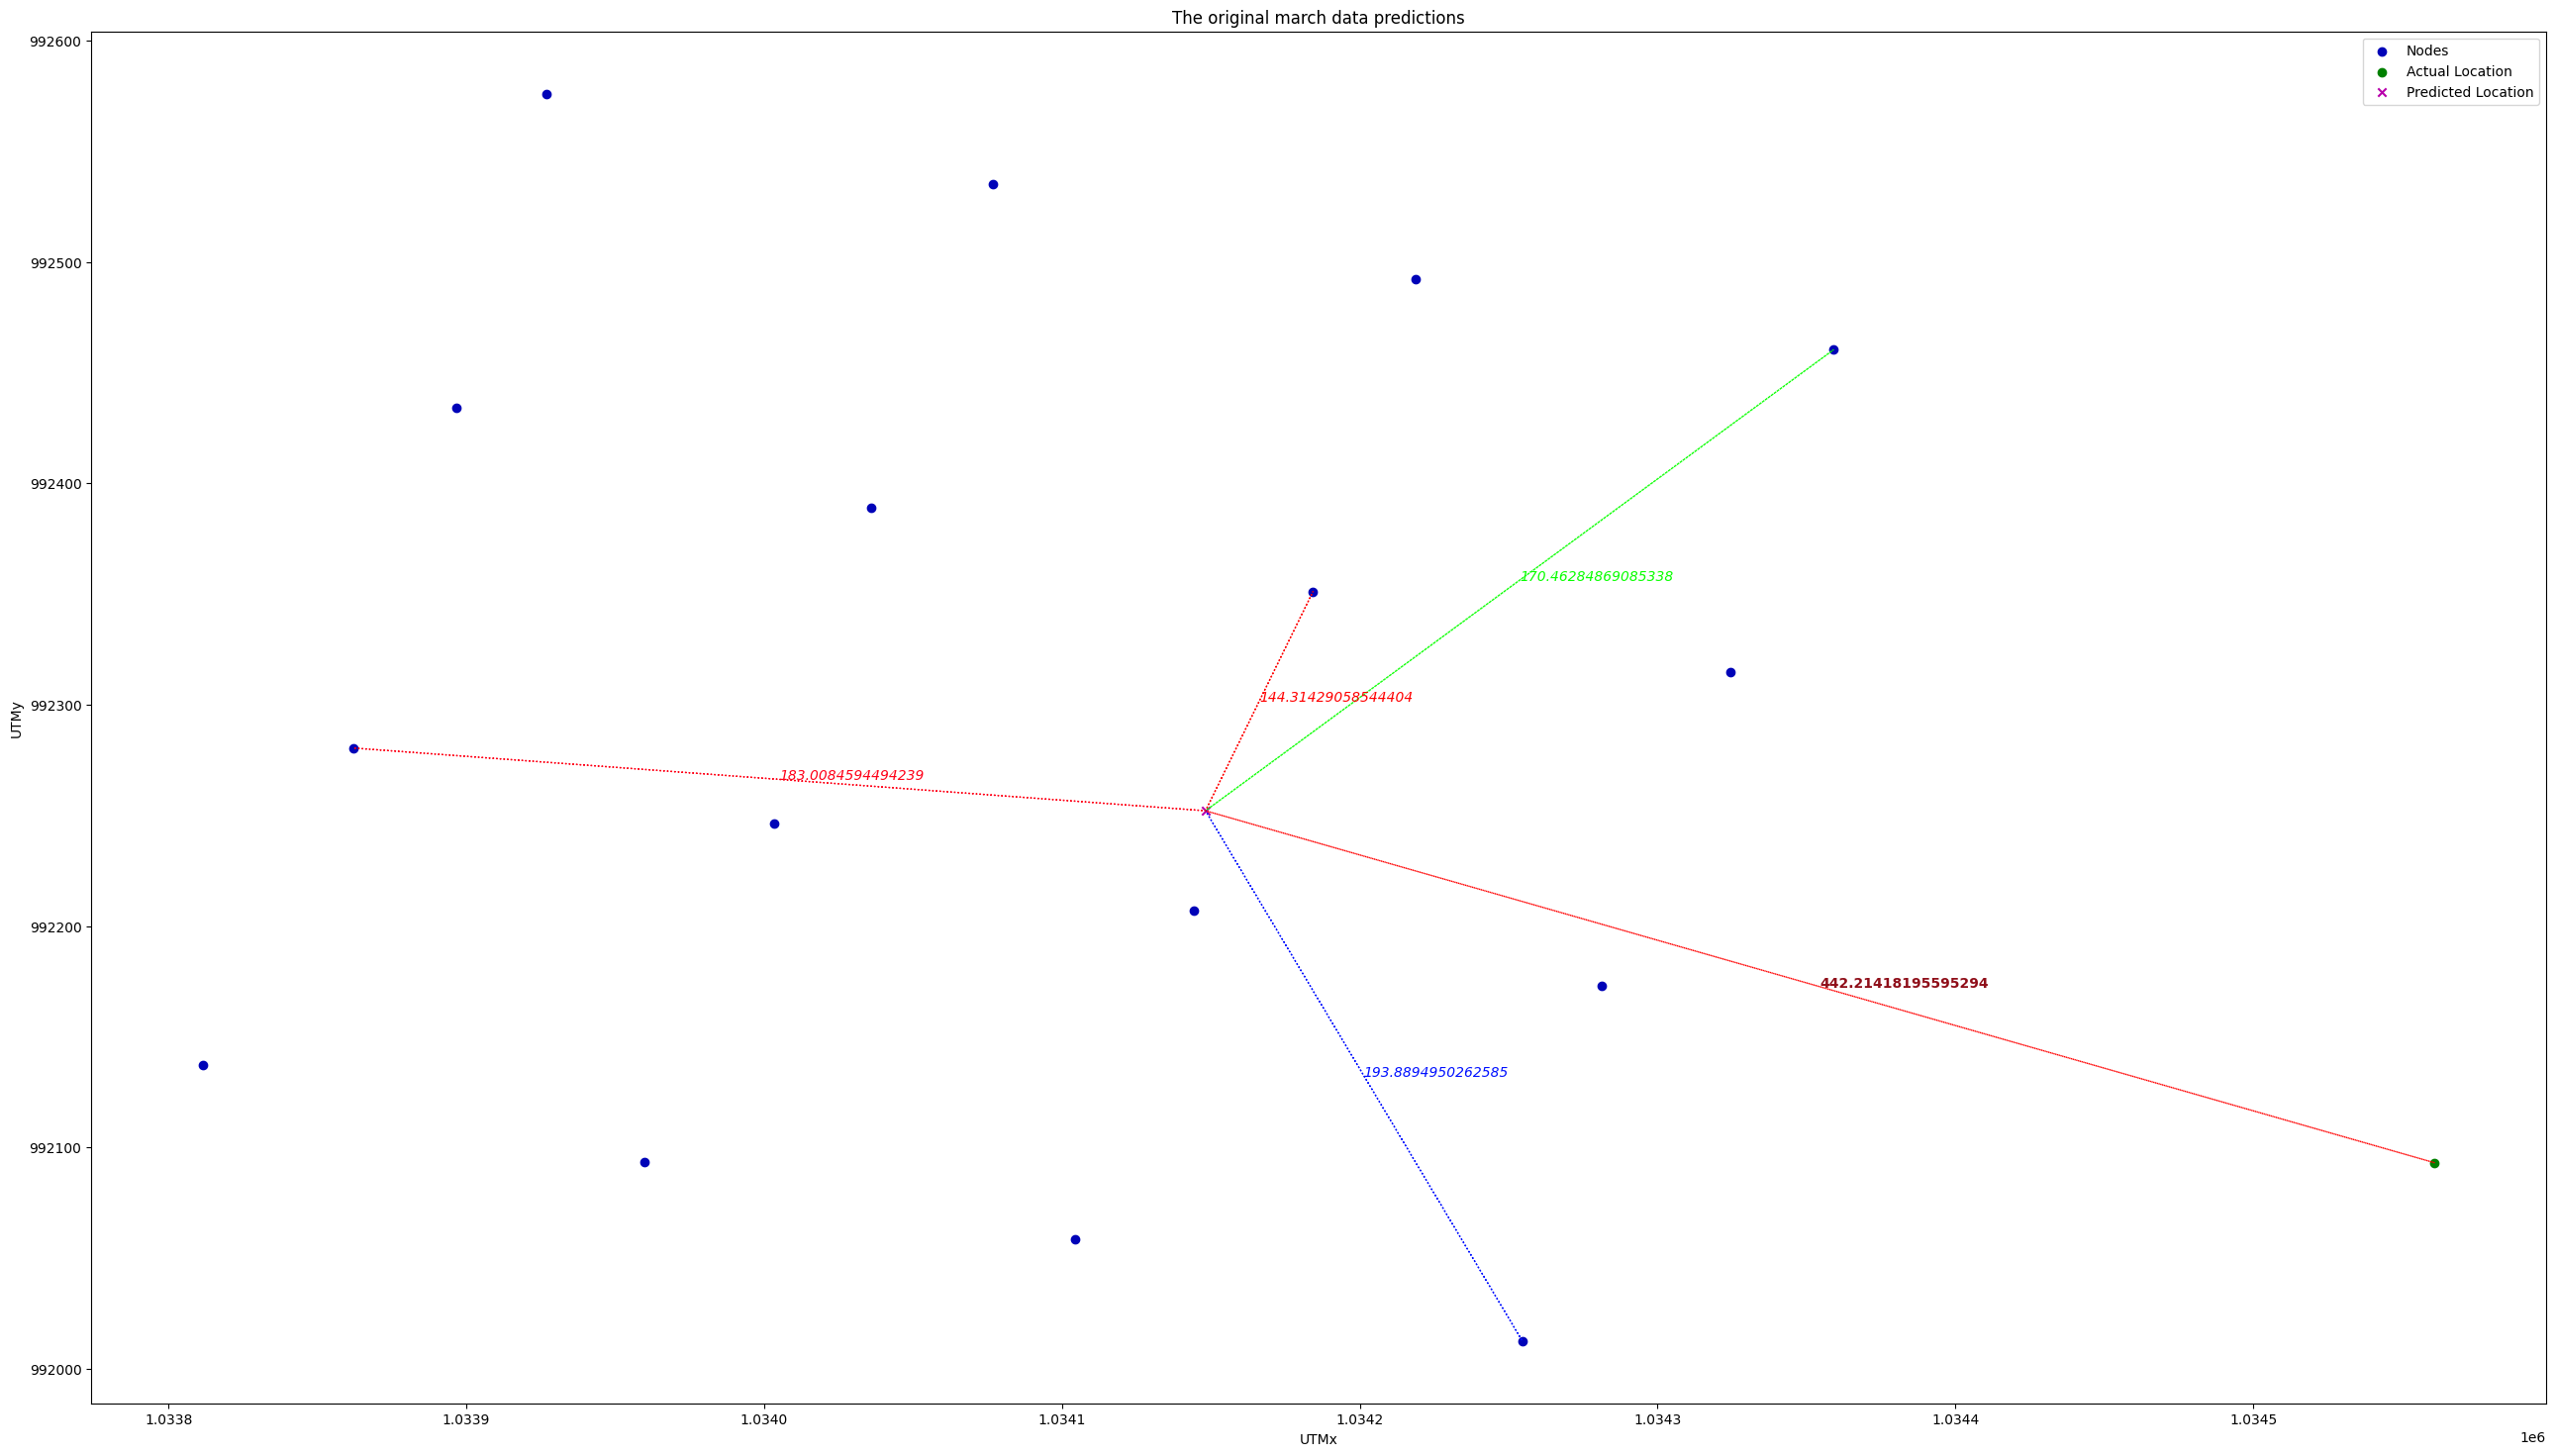 The original march data predictions
Nodes
Actual Location
Predicted Location
992600
992500
992400
992300
992200
992100
992000
UTMy
170.46284869085338
144.31429058544404
183.0084594494239
442.21418195595294
193.8894950262585
1.0338 1.0339 1.0340 1.0341 1.0342 1.0343 1.0344 1.0345
UTMx
1e6